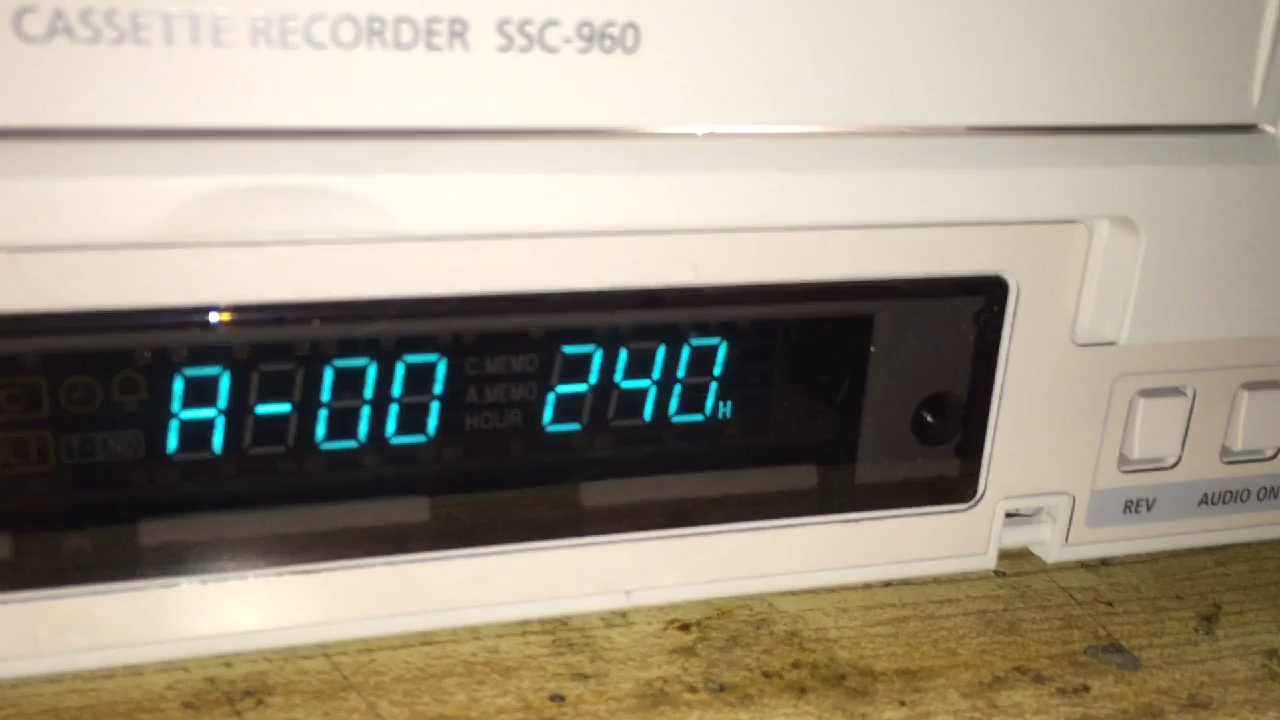 CASSETTE RECORDER SSC-960
C.MEMO
A-00 A.MEMO 240H
HOUR
REV AUDIO ON